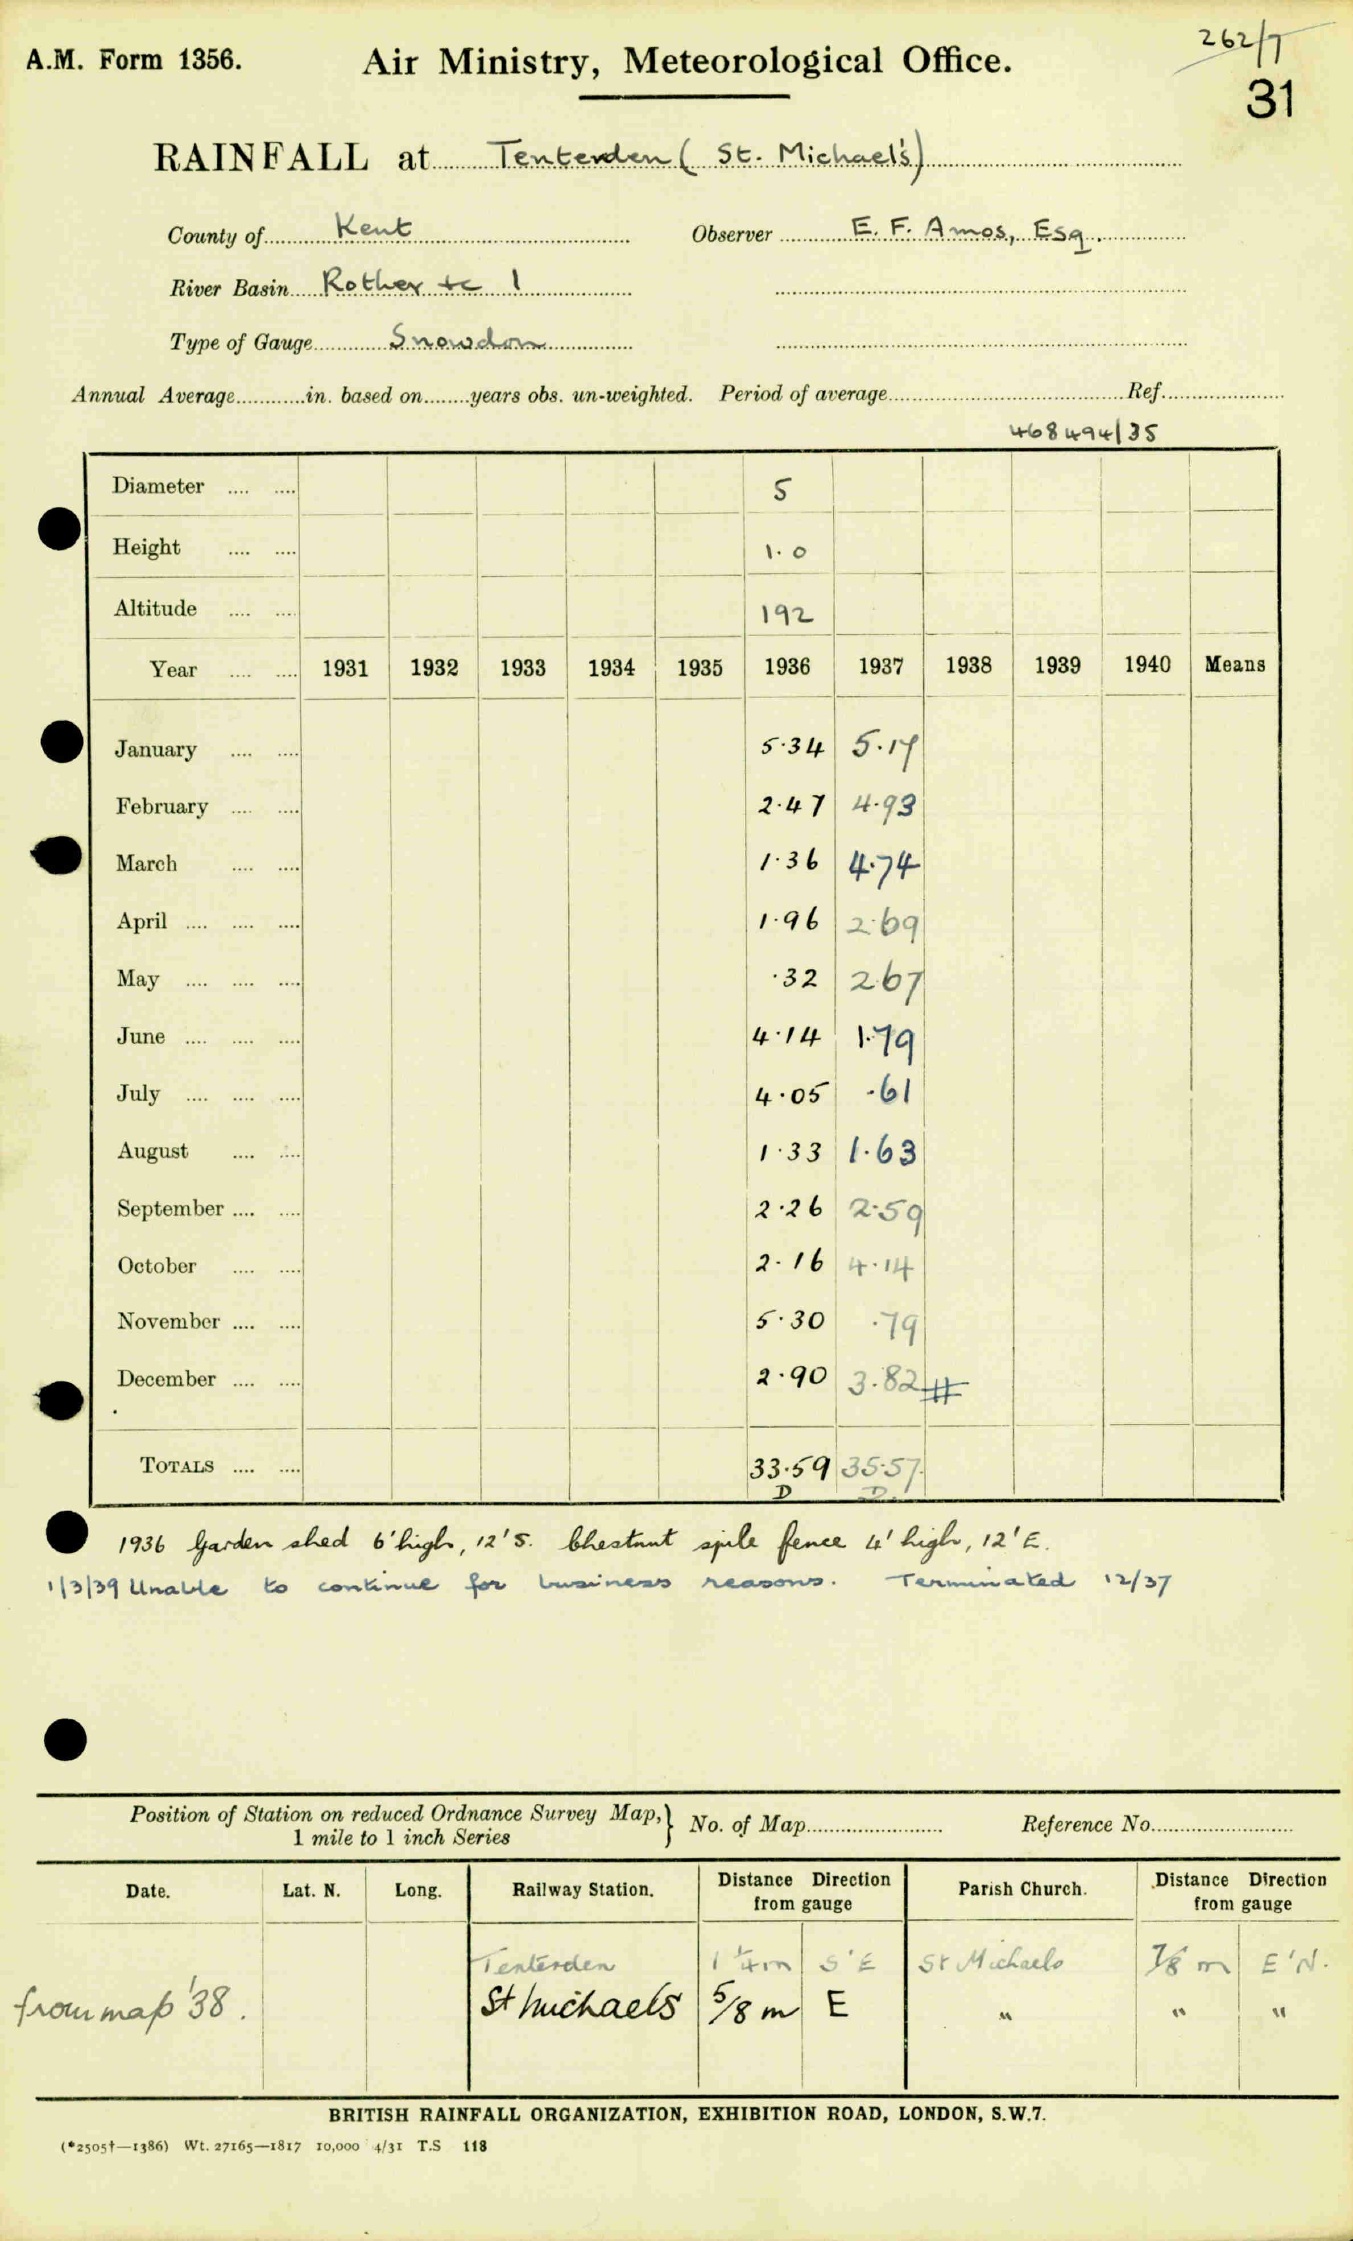 262/7
A.M. Form 1356. Air Ministry, Meteorological Office.
31
RAINFALL at Tenterden ( St. Michael's)
County of Kent Observer E. F. Amos, Esq.
River Basin Rother &c 1
Type of Gauge Snowdon
Annual Average............in. based on........years obs. un-weighted. Period of average........ Ref.......
468494/35
Diameter .... .... 5
Height .... .... 1.0
Altitude .... .... 192
Year .... .... 1931 1932 1933 1934 1935 1936 1937 1938 1939 1940 Means
January .... .... 5.34 5.17
February .... .... 2.47 4.93
March .... .... 1.36 4.74
April .... .... .... 1.96 2.69
May .... .... .... .32 2.67
June .... .... .... 4.14 1.79
July .... .... .... 4.05 .61
August .... .... 1.33 1.63
September .... .... 2.26 2.59
October .... .... 2.16 4.14
November .... .... 5.30 .79
December .... .... 2.90 3.82 #
TOTALS .... .... 33.59 35.57
D D.
1936 Garden shed 6' high, 12' S. Chestnut spile fence 4' high, 12' E.
1/3/39 Unable to continue for business reasons. Terminated 12/37
Position of Station on reduced Ordnance Survey Map,} No. of Map........ Reference No........
1 mile to 1 inch Series
Date. Lat. N. Long. Railway Station. Distance Direction from gauge Parish Church. Distance Direction from gauge
Tenterden 1 1/4 m S'E St Michaels 7/8 m E'N.
from map '38. St Michaels 5/8 m E " " "
BRITISH RAINFALL ORGANIZATION, EXHIBITION ROAD, LONDON, S.W.7.
(*2505†—1386) Wt. 27165—1817 10,000 4/31 T.S 118